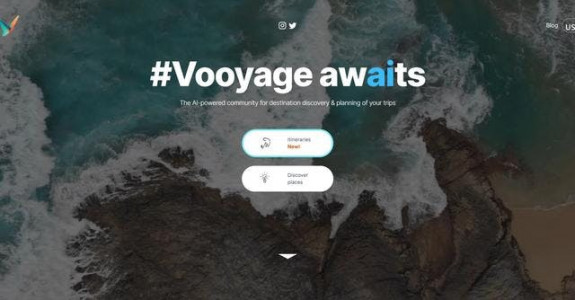 Blog
US
#Vooyage awaits
The AI-powered community for destination discovery & planning of your trips
Itineraries
New!
Discover
places